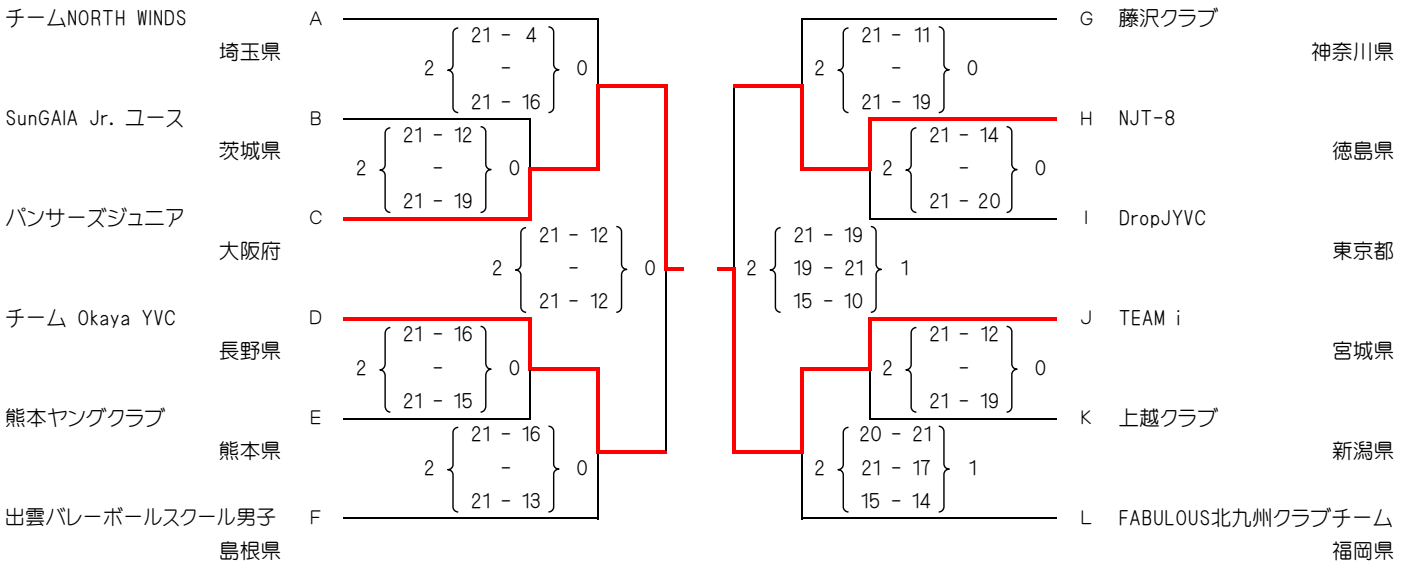 チームNORTH WINDS A G 藤沢クラブ
21 - 4 21 - 11
埼玉県 神奈川県
2 - 0 2 - 0
21 - 16 21 - 19
SunGAIA Jr. ユース B H NJT-8
21 - 12 21 - 14
茨城県 徳島県
2 - 0 2 - 0
21 - 19 21 - 20
パンサーズジュニア C I DropJYVC
21 - 12 21 - 19
大阪府 東京都
2 - 0 2 19 - 21 1
21 - 12 15 - 10
チーム Okaya YVC D J TEAM i
21 - 16 21 - 12
長野県 宮城県
2 - 0 2 - 0
21 - 15 21 - 19
熊本ヤングクラブ E K 上越クラブ
21 - 16 20 - 21
熊本県 新潟県
2 - 0 2 21 - 17 1
21 - 13 15 - 14
出雲バレーボールスクール男子 F L FABULOUS北九州クラブチーム
島根県 福岡県